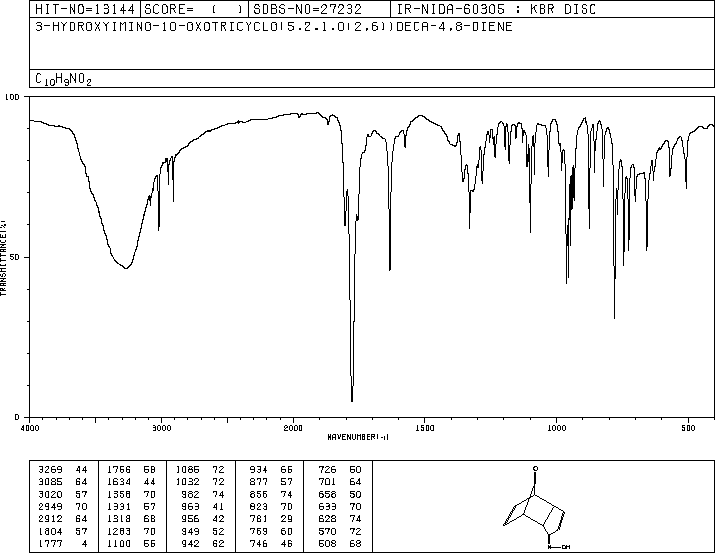 HIT-NO=13144 SCORE= ( ) SDBS-NO=27232 IR-NIDA-60305 : KBR DISC
3-HYDROXYIMINO-10-OXOTRICYCLO(5.2.1.0(2,6))DECA-4,8-DIENE
C10H9NO2
100
50
0
TRANSMITTANCE(%)
4000 3000 2000 1500 1000 500
WAVENUMBER(-1)
3269 44 1756 58 1086 72 934 66 726 50
3085 64 1634 44 1032 72 877 57 701 64
3020 57 1358 70 982 74 856 74 658 50
2949 70 1331 57 963 41 823 70 633 70
2912 64 1318 68 956 42 781 29 628 74
1804 57 1283 70 949 52 769 60 570 72
1777 4 1100 56 942 62 746 46 508 68
O
N—OH